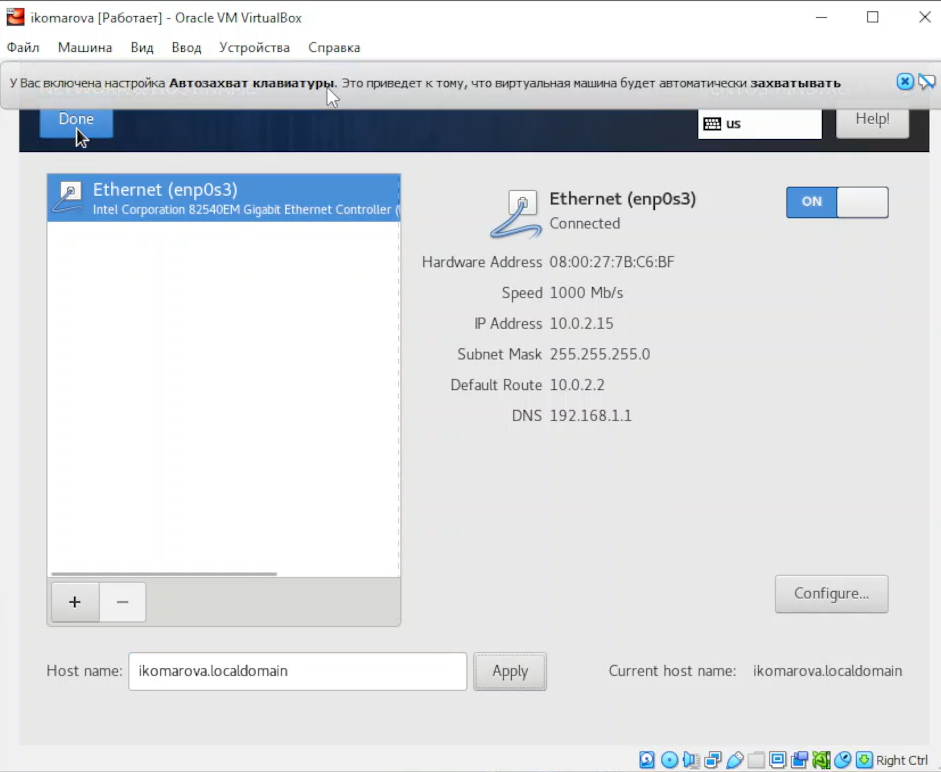 ikomarova [Работает] - Oracle VM VirtualBox
Файл Машина Вид Ввод Устройства Справка
У Вас включена настройка Автозахват клавиатуры. Это приведет к тому, что виртуальная машина будет автоматически захватывать
Done
us
Help!
Ethernet (enp0s3)
Intel Corporation 82540EM Gigabit Ethernet Controller (
Ethernet (enp0s3)
Connected
ON
Hardware Address 08:00:27:7B:C6:BF
Speed 1000 Mb/s
IP Address 10.0.2.15
Subnet Mask 255.255.255.0
Default Route 10.0.2.2
DNS 192.168.1.1
+ −
Configure...
Host name: ikomarova.localdomain Apply Current host name: ikomarova.localdomain
Right Ctrl